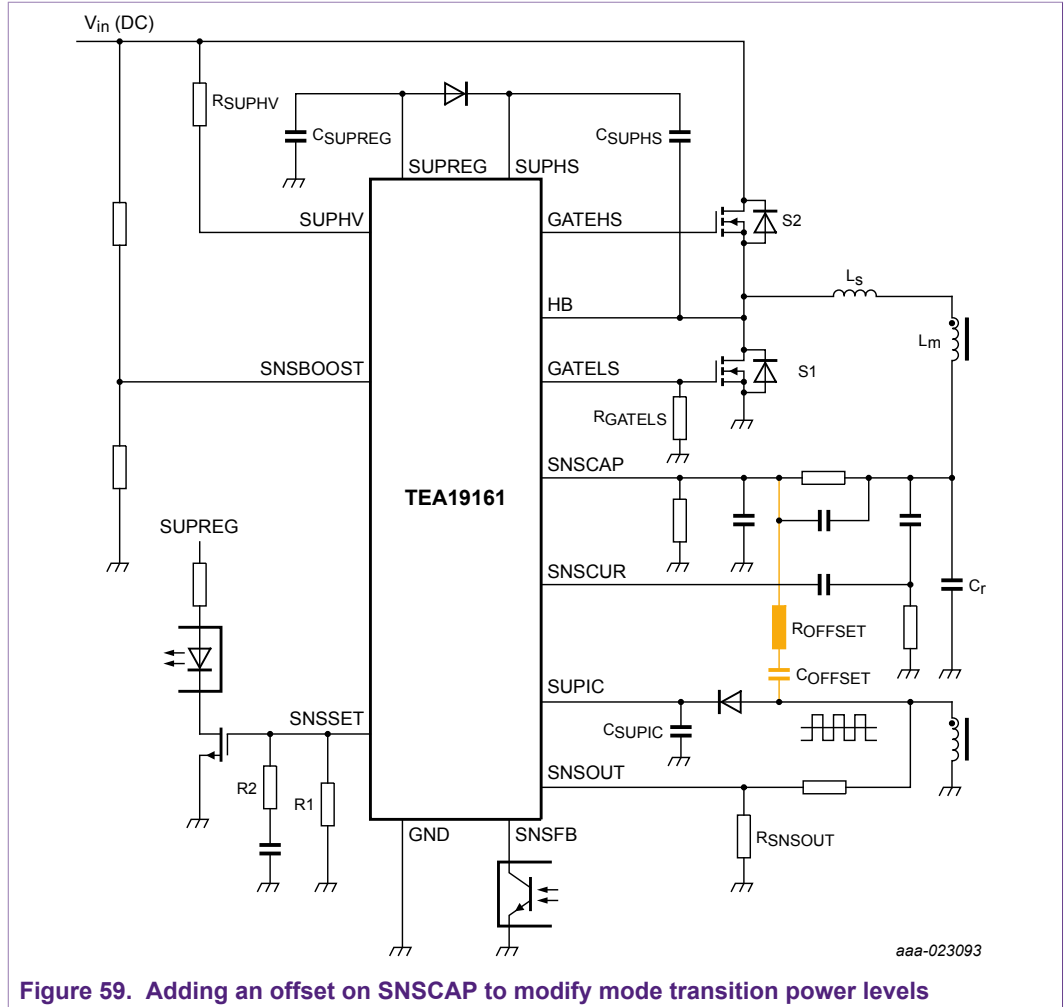 Vin (DC)
RSUPHV
CSUPREG
CSUPHS
SUPREG
SUPHS
SUPHV
GATEHS
S2
HB
Ls
Lm
SNSBOOST
GATELS
S1
RGATELS
SNSCAP
TEA19161
SUPREG
SNSCUR
Cr
ROFFSET
COFFSET
SUPIC
CSUPIC
SNSSET
SNSOUT
R2
R1
RSNSOUT
GND
SNSFB
aaa-023093
Figure 59. Adding an offset on SNSCAP to modify mode transition power levels